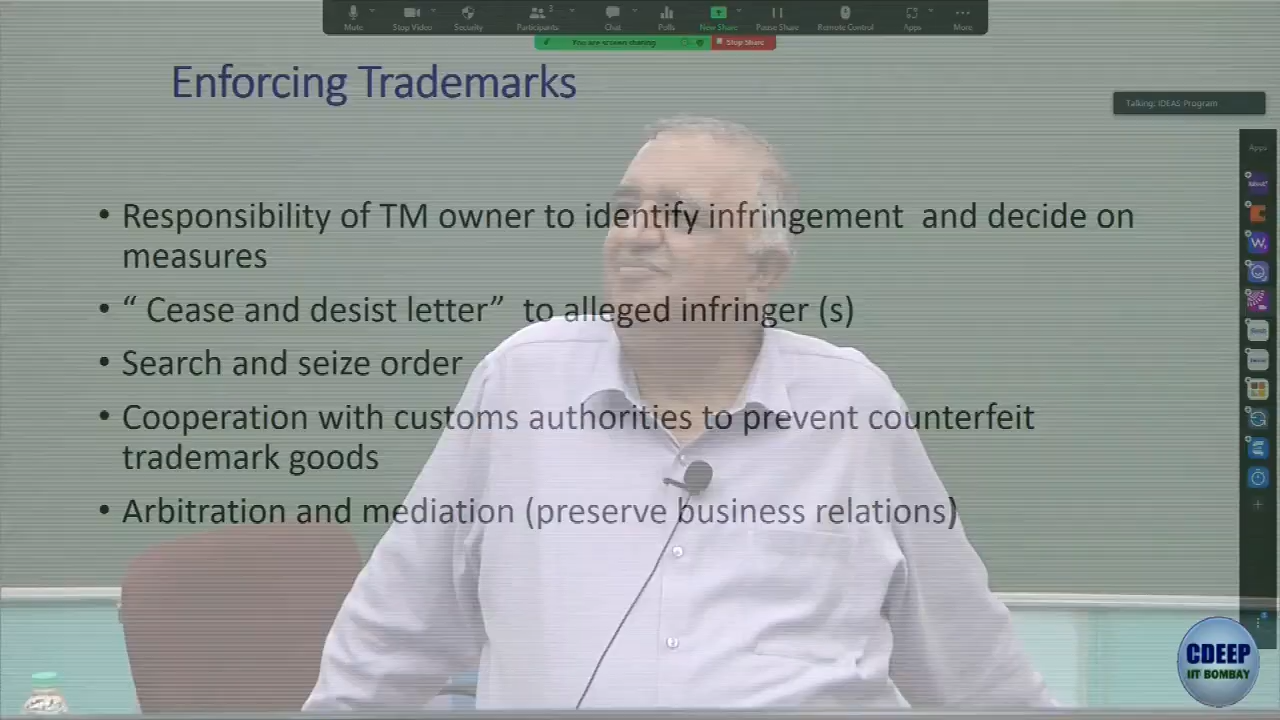 Mute
Stop Video
Security
Participants
3
Chat
Polls
New Share
Pause Share
Remote Control
Apps
More
You are screen sharing
Stop Share
Enforcing Trademarks
Talking: IDEAS Program
Apps
• Responsibility of TM owner to identify infringement and decide on
measures
• “ Cease and desist letter” to alleged infringer (s)
• Search and seize order
• Cooperation with customs authorities to prevent counterfeit
trademark goods
• Arbitration and mediation (preserve business relations)
CDEEP
IIT BOMBAY